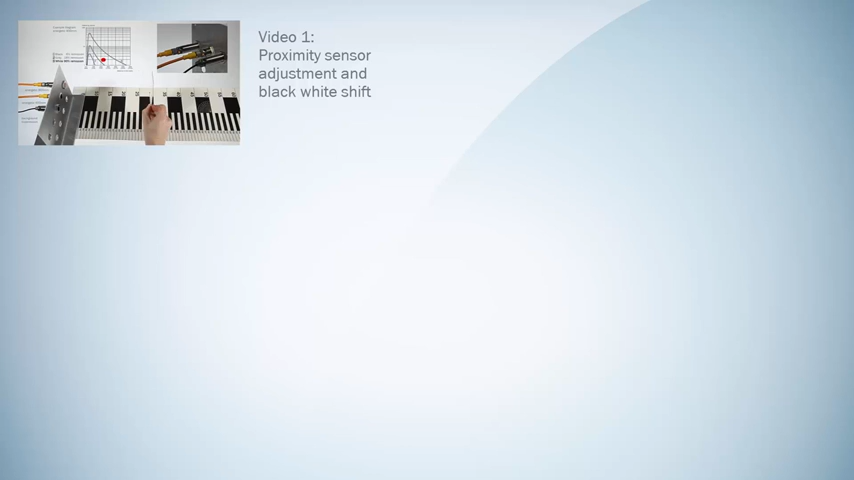 Video 1:
Proximity sensor
adjustment and
black white shift